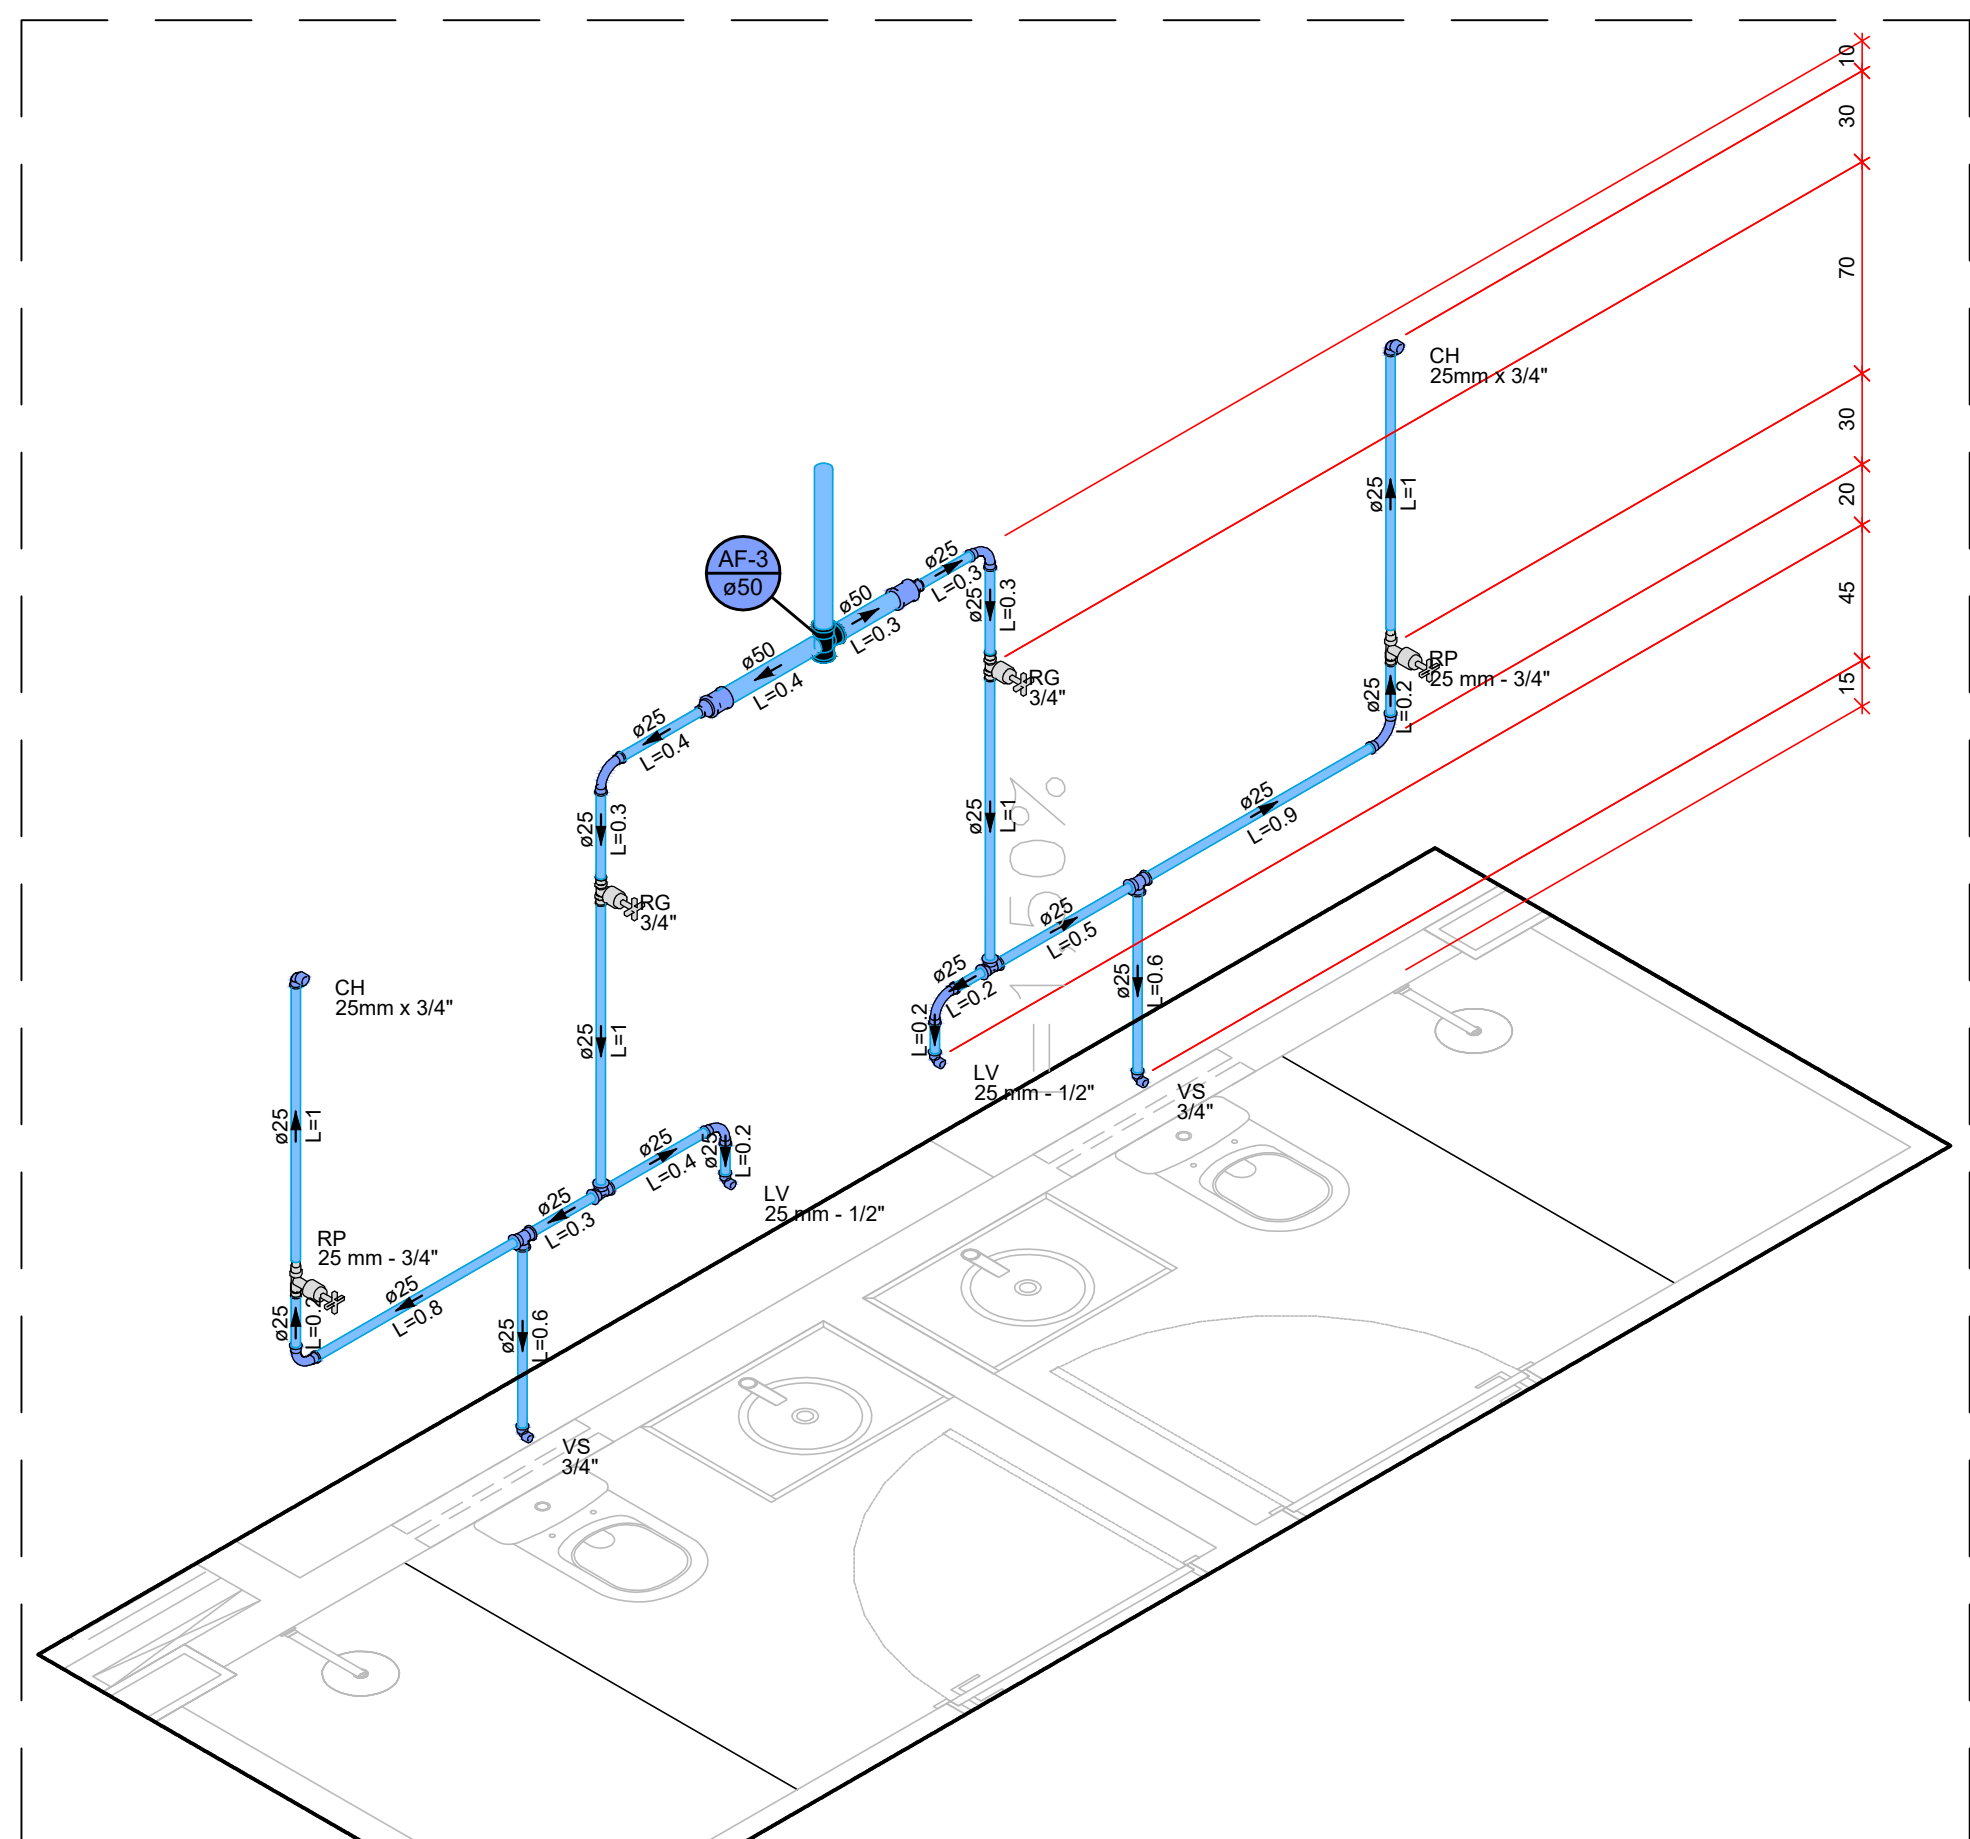 10
30
70
30
20
45
15
CH
25mm x 3/4"
ø25
L=1
RP
25 mm - 3/4"
ø25
L=0.2
AF-3
ø50
ø50
L=0.3
ø25
L=0.3
ø25
L=0.3
RG
3/4"
ø50
L=0.4
ø25
L=0.4
ø25
L=0.3
RG
3/4"
ø25
L=1
50%
ø25
L=0.9
ø25
L=0.5
ø25
L=0.2
L=0.2
LV
25 mm - 1/2"
ø25
L=0.6
VS
3/4"
CH
25mm x 3/4"
ø25
L=1
ø25
L=1
ø25
L=0.4
ø25
L=0.2
LV
25 mm - 1/2"
ø25
L=0.3
RP
25 mm - 3/4"
ø25
L=0.2
ø25
L=0.8
ø25
L=0.6
VS
3/4"